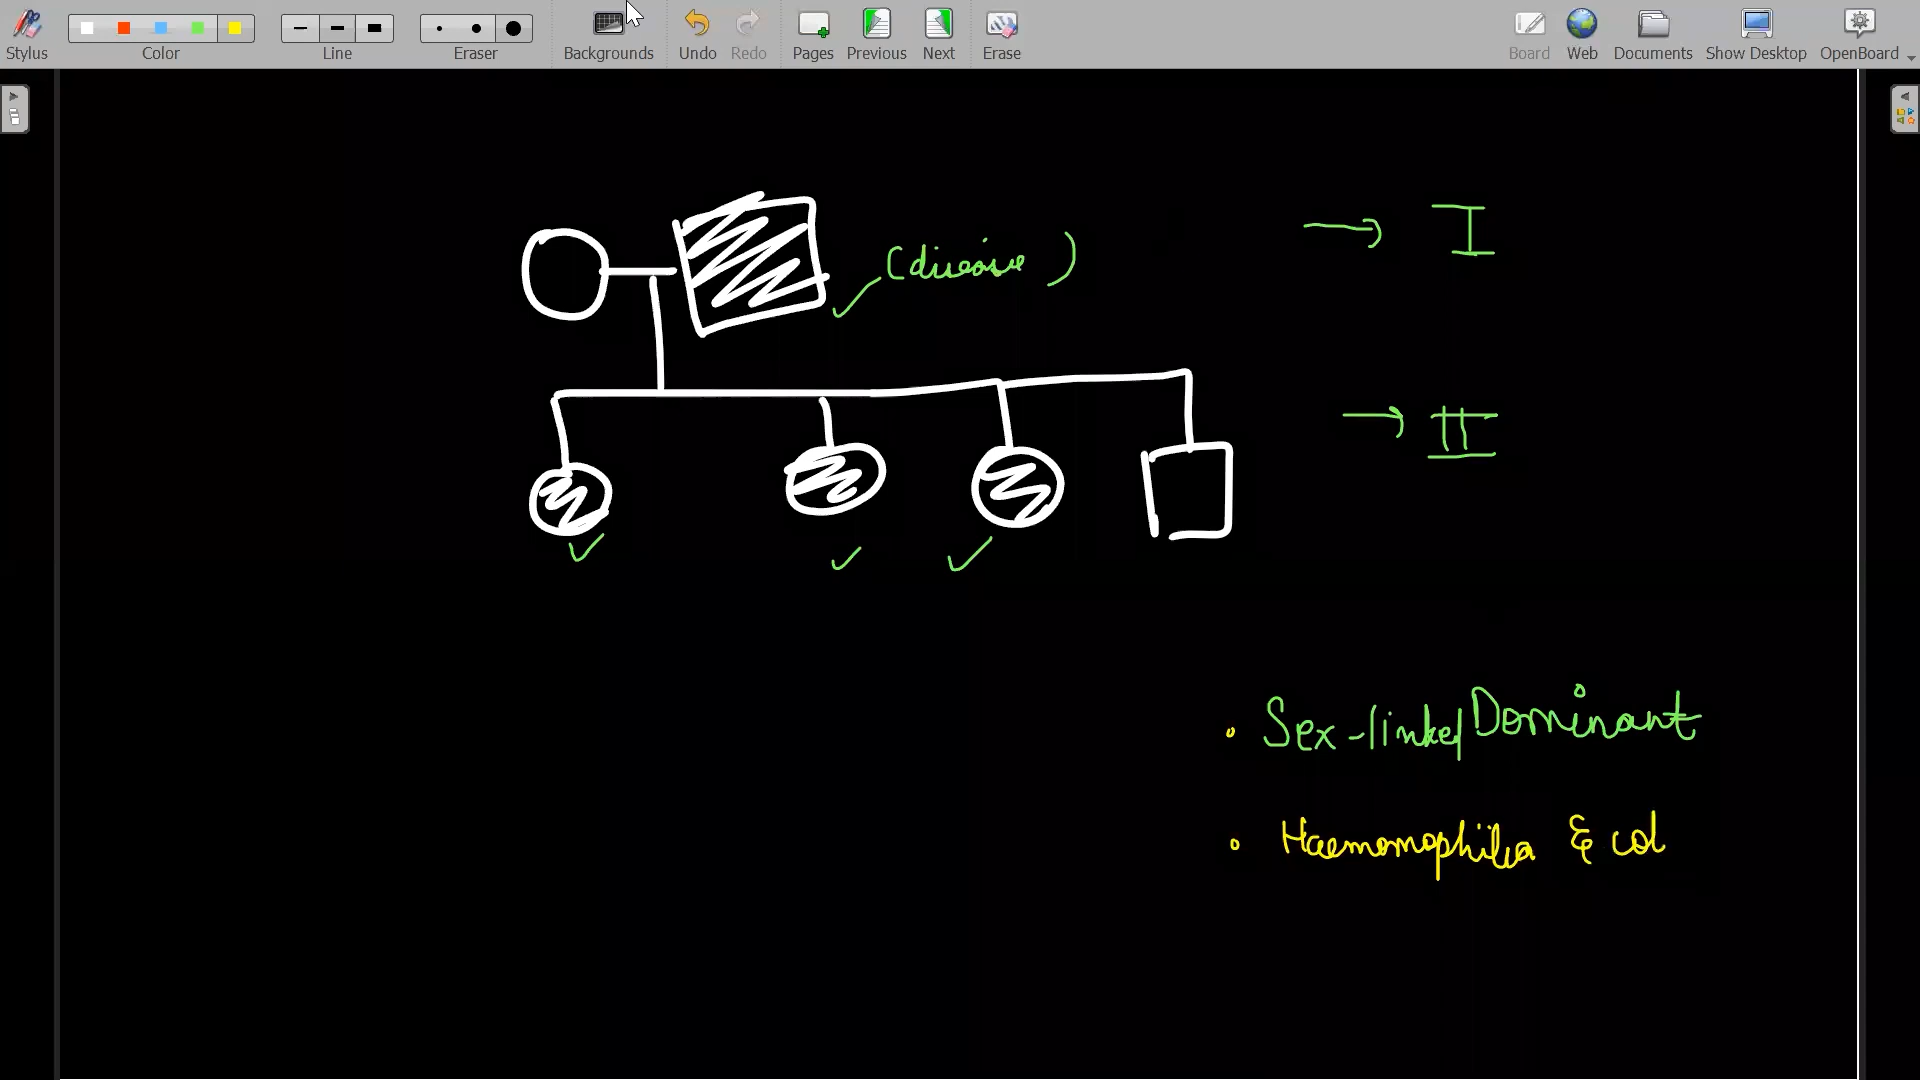 Stylus Color Line Eraser Backgrounds Undo Redo Pages Previous Next Erase Board Web Documents Show Desktop OpenBoard
(disease) → I
→ II
• Sex-linked Dominant
• Haemomophilia & col